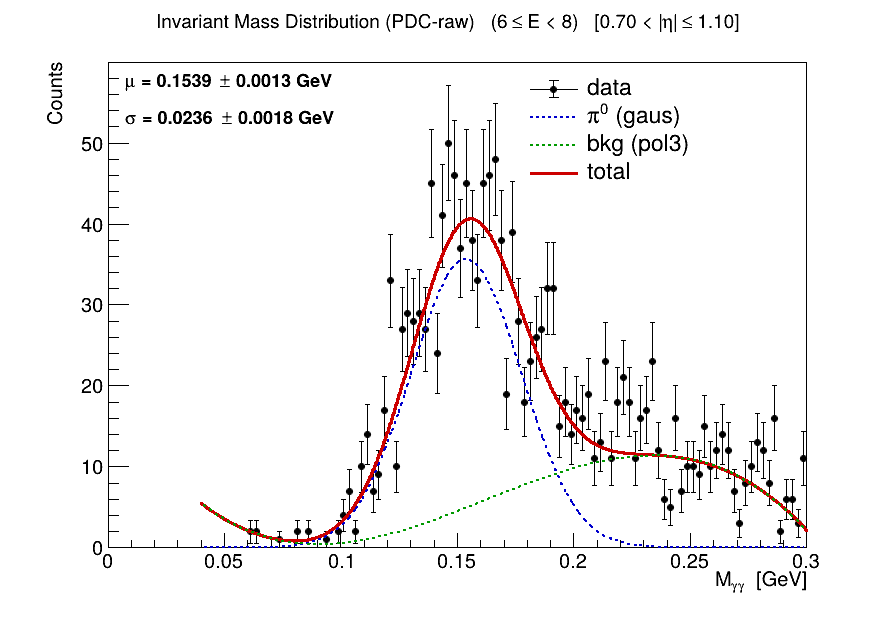 Invariant Mass Distribution (PDC-raw) (6 ≤ E < 8) [0.70 < |η| ≤ 1.10]
μ = 0.1539 ± 0.0013 GeV
σ = 0.0236 ± 0.0018 GeV
data
π⁰ (gaus)
bkg (pol3)
total
Counts
50
40
30
20
10
0
0 0.05 0.1 0.15 0.2 0.25 0.3
M_γγ [GeV]